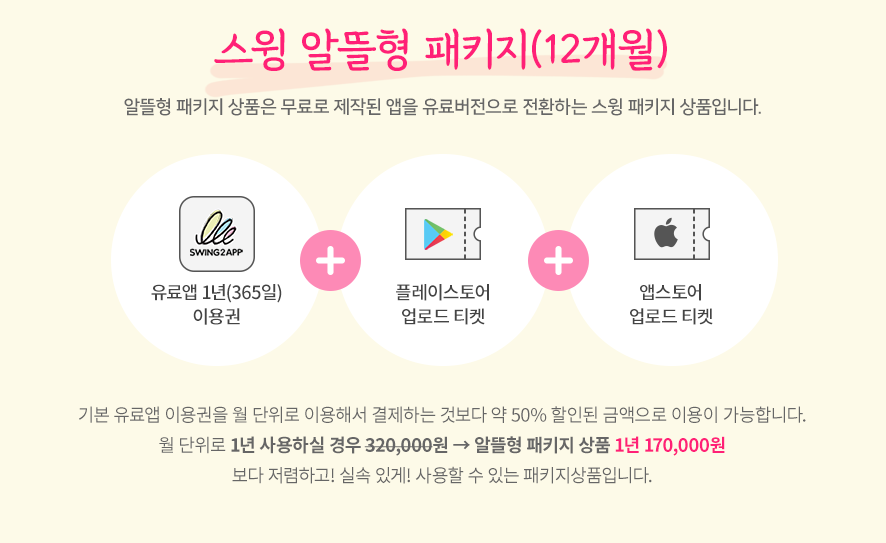 스윙 알뜰형 패키지(12개월)
알뜰형 패키지 상품은 무료로 제작된 앱을 유료버전으로 전환하는 스윙 패키지 상품입니다.
SWING2APP
유료앱 1년(365일)
이용권
플레이스토어
업로드 티켓
앱스토어
업로드 티켓
기본 유료앱 이용권을 월 단위로 이용해서 결제하는 것보다 약 50% 할인된 금액으로 이용이 가능합니다.
월 단위로 1년 사용하실 경우 320,000원 → 알뜰형 패키지 상품 1년 170,000원
보다 저렴하고! 실속 있게! 사용할 수 있는 패키지상품입니다.